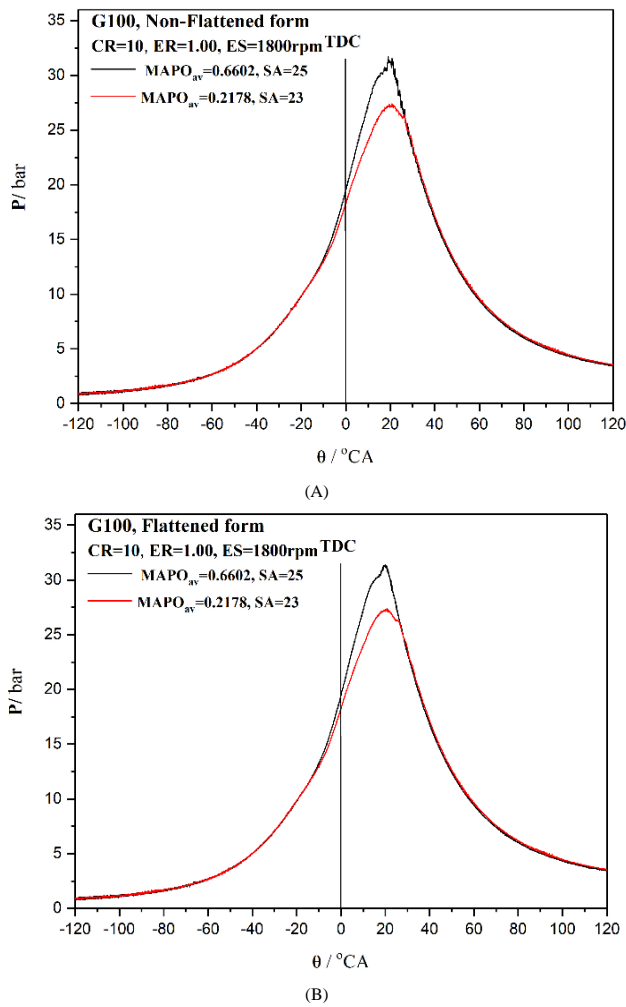 G100, Non-Flattened form
CR=10, ER=1.00, ES=1800rpm TDC
MAPOav=0.6602, SA=25
MAPOav=0.2178, SA=23
P/ bar
35
30
25
20
15
10
5
0
-120 -100 -80 -60 -40 -20 0 20 40 60 80 100 120
θ / °CA
(A)
G100, Flattened form
CR=10, ER=1.00, ES=1800rpm TDC
MAPOav=0.6602, SA=25
MAPOav=0.2178, SA=23
P/ bar
35
30
25
20
15
10
5
0
-120 -100 -80 -60 -40 -20 0 20 40 60 80 100 120
θ / °CA
(B)